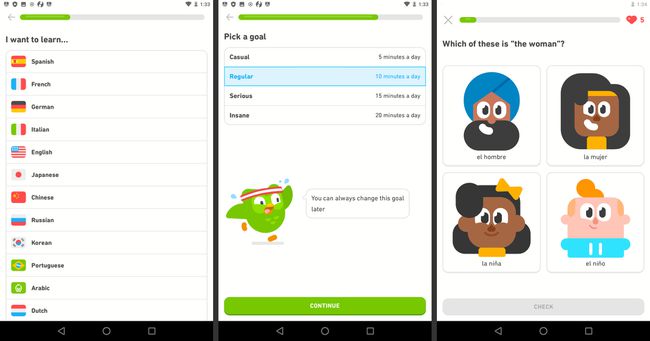 1:33
I want to learn...
Spanish
French
German
Italian
English
Japanese
Chinese
Russian
Korean
Portuguese
Arabic
Dutch
1:33
Pick a goal
Casual 5 minutes a day
Regular 10 minutes a day
Serious 15 minutes a day
Insane 20 minutes a day
You can always change this goal
later
CONTINUE
1:34
5
Which of these is "the woman"?
el hombre
la mujer
la niña
el niño
CHECK